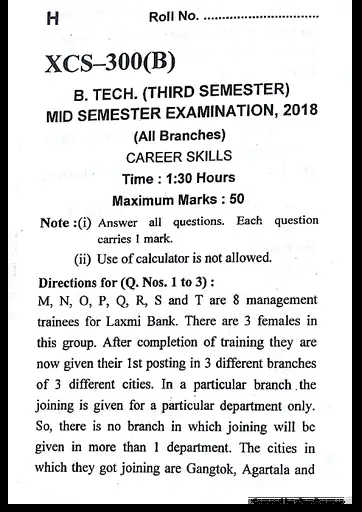 H
Roll No. ................................
XCS–300(B)
B. TECH. (THIRD SEMESTER)
MID SEMESTER EXAMINATION, 2018
(All Branches)
CAREER SKILLS
Time : 1:30 Hours
Maximum Marks : 50
Note :(i) Answer all questions. Each question
carries 1 mark.
(ii) Use of calculator is not allowed.
Directions for (Q. Nos. 1 to 3) :
M, N, O, P, Q, R, S and T are 8 management
trainees for Laxmi Bank. There are 3 females in
this group. After completion of training they are
now given their 1st posting in 3 different branches
of 3 different cities. In a particular branch the
joining is given for a particular department only.
So, there is no branch in which joining will be
given in more than 1 department. The cities in
which they got joining are Gangtok, Agartala and